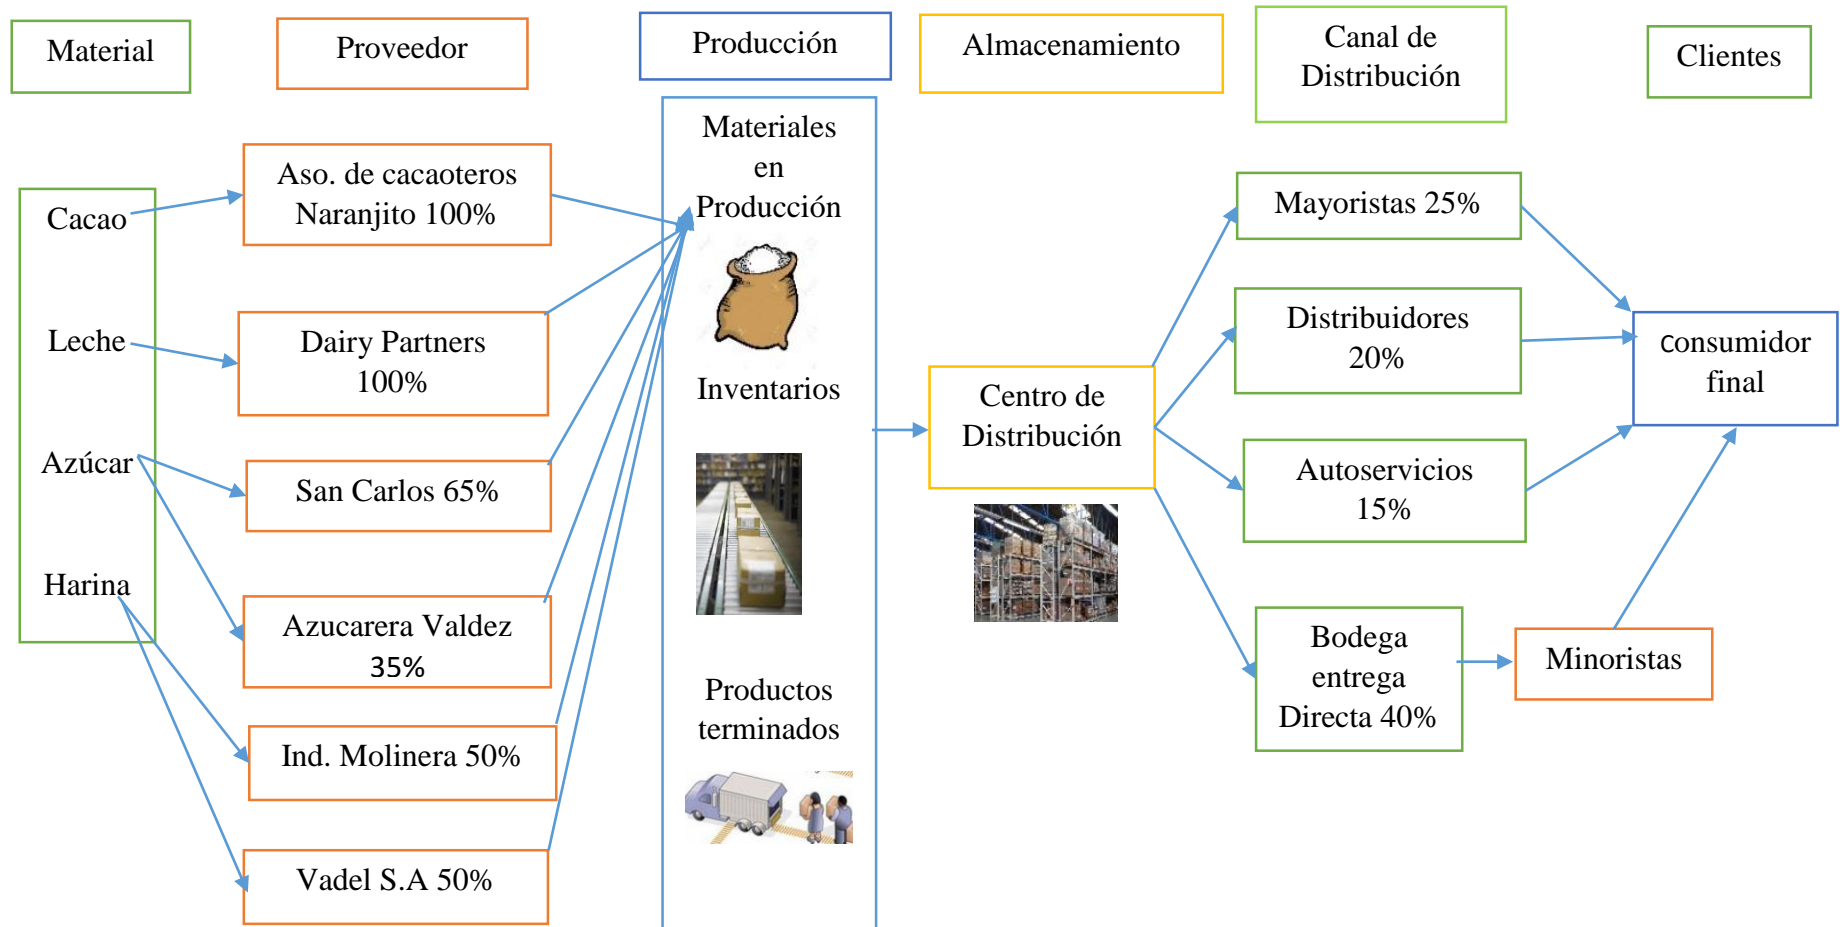 Material
Proveedor
Producción
Almacenamiento
Canal de
Distribución
Clientes
Cacao
Leche
Azúcar
Harina
Aso. de cacaoteros
Naranjito 100%
Dairy Partners
100%
San Carlos 65%
Azucarera Valdez
35%
Ind. Molinera 50%
Vadel S.A 50%
Materiales
en
Producción
Inventarios
Productos
terminados
Centro de
Distribución
Mayoristas 25%
Distribuidores
20%
Autoservicios
15%
Bodega
entrega
Directa 40%
Minoristas
Consumidor
final